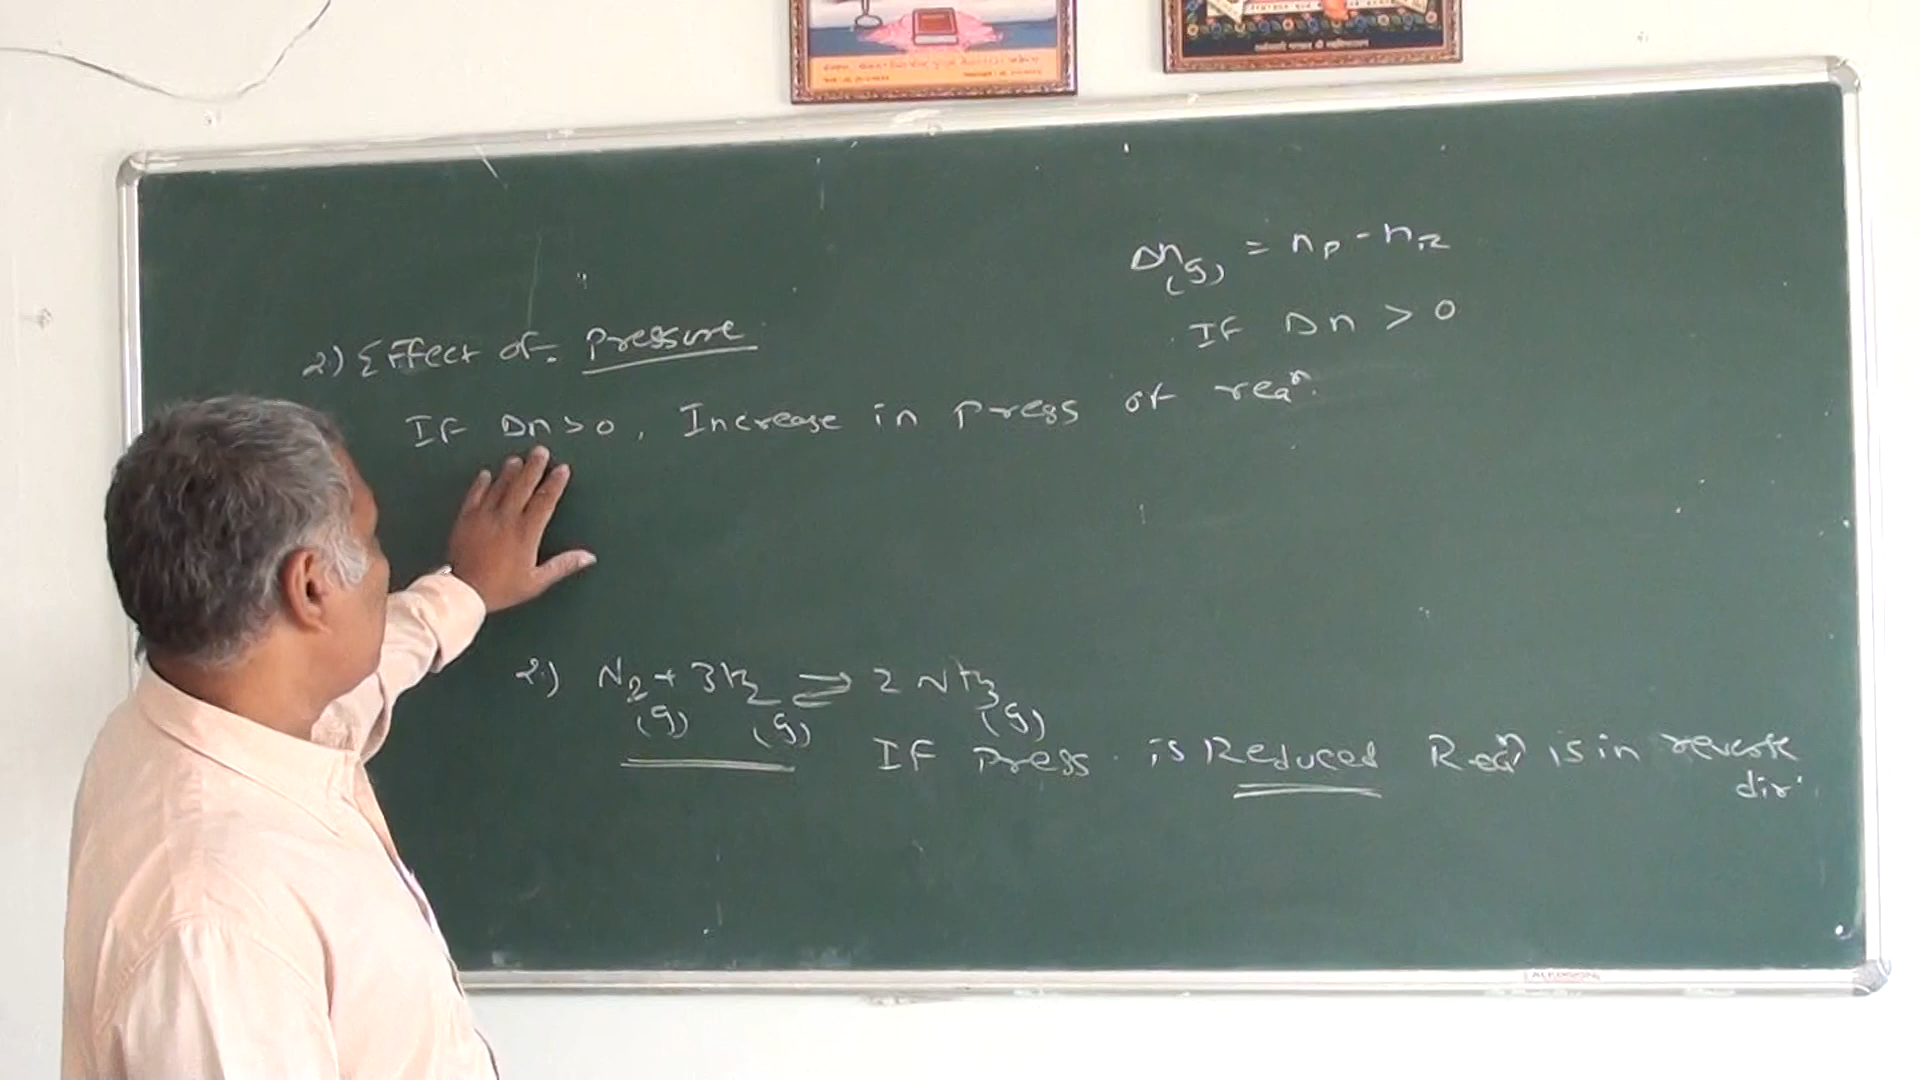 Δn(g) = nP - nR
If Δn > 0
2) Effect of Pressure
If Δn > 0, Increase in press of reaⁿ.
2.) N2 + 3H2 ⇌ 2 NH3
(g) (g) (g)
If Press. is Reduced Reaⁿ is in reverse
dir.